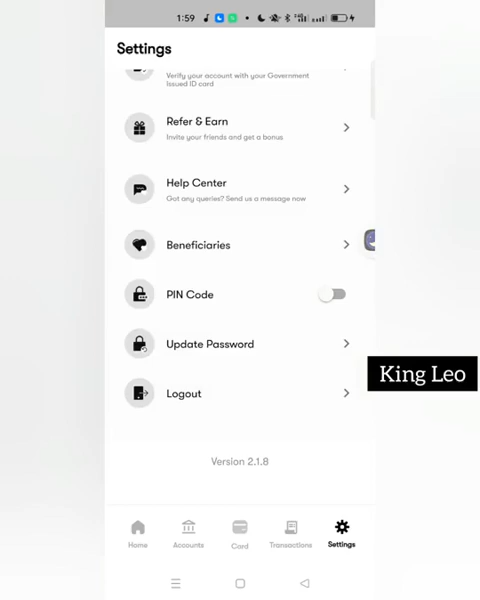 1:59
Settings
Verify your account with your Government
Issued ID card
Refer & Earn
Invite your friends and get a bonus
Help Center
Got any queries? Send us a message now
Beneficiaries
PIN Code
Update Password
Logout
King Leo
Version 2.1.8
Home
Accounts
Card
Transactions
Settings